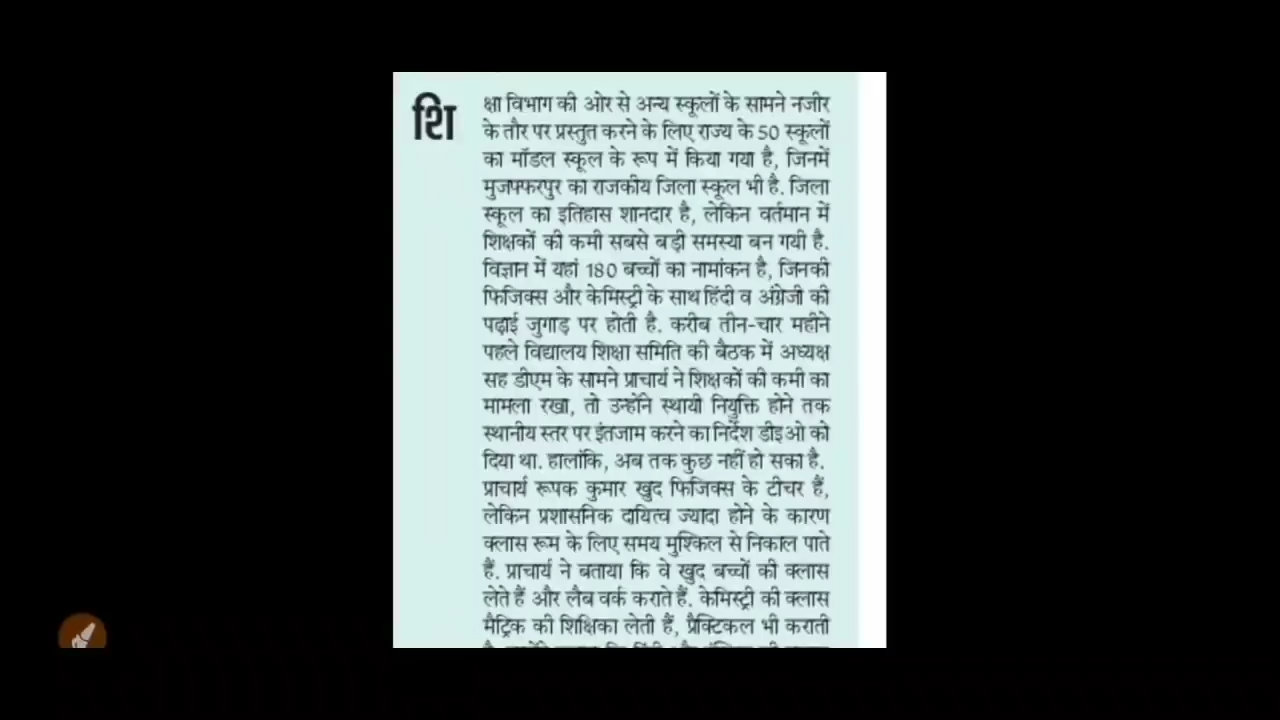 शि
क्षा विभाग की ओर से अन्य स्कूलों के सामने नजीर
के तौर पर प्रस्तुत करने के लिए राज्य के 50 स्कूलों
का मॉडल स्कूल के रूप में किया गया है, जिनमें
मुजफ्फरपुर का राजकीय जिला स्कूल भी है. जिला
स्कूल का इतिहास शानदार है, लेकिन वर्तमान में
शिक्षकों की कमी सबसे बड़ी समस्या बन गयी है.
विज्ञान में यहां 180 बच्चों का नामांकन है, जिनकी
फिजिक्स और केमिस्ट्री के साथ हिंदी व अंग्रेजी की
पढ़ाई जुगाड़ पर होती है. करीब तीन-चार महीने
पहले विद्यालय शिक्षा समिति की बैठक में अध्यक्ष
सह डीएम के सामने प्राचार्य ने शिक्षकों की कमी का
मामला रखा, तो उन्होंने स्थायी नियुक्ति होने तक
स्थानीय स्तर पर इंतजाम करने का निर्देश डीइओ को
दिया था. हालांकि, अब तक कुछ नहीं हो सका है.
प्राचार्य रूपक कुमार खुद फिजिक्स के टीचर हैं,
लेकिन प्रशासनिक दायित्व ज्यादा होने के कारण
क्लास रूम के लिए समय मुश्किल से निकाल पाते
हैं. प्राचार्य ने बताया कि वे खुद बच्चों की क्लास
लेते हैं और लैब वर्क कराते हैं. केमिस्ट्री की क्लास
मैट्रिक की शिक्षिका लेती हैं, प्रैक्टिकल भी कराती